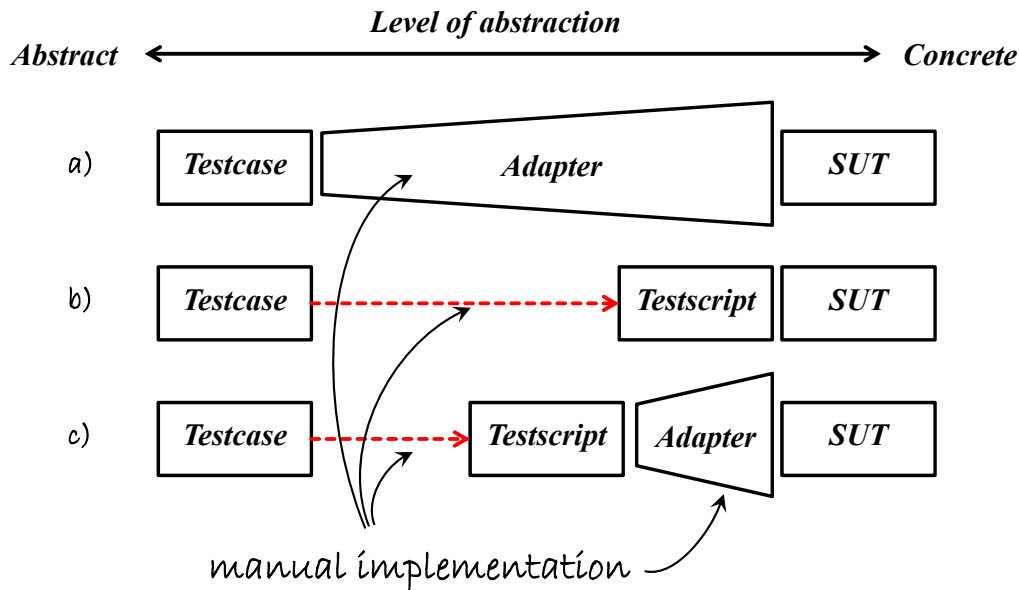 Level of abstraction
Abstract Concrete
a) Testcase Adapter SUT
b) Testcase Testscript SUT
c) Testcase Testscript Adapter SUT
manual implementation